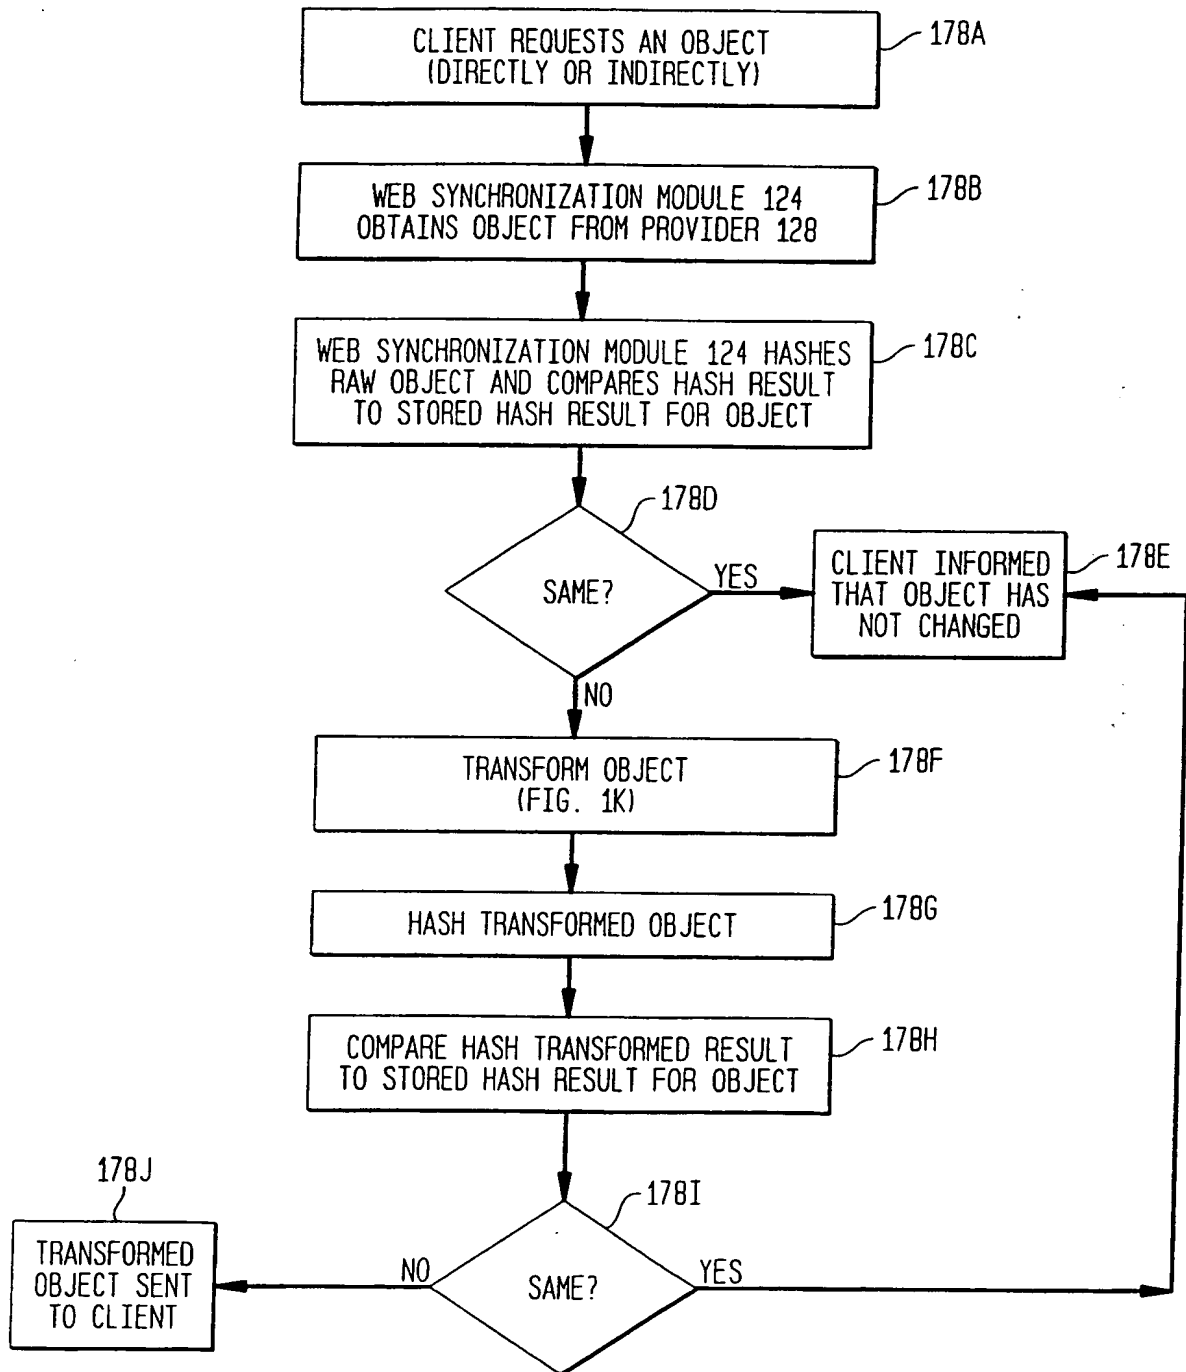 CLIENT REQUESTS AN OBJECT
(DIRECTLY OR INDIRECTLY)
178A
WEB SYNCHRONIZATION MODULE 124
OBTAINS OBJECT FROM PROVIDER 128
178B
WEB SYNCHRONIZATION MODULE 124 HASHES
RAW OBJECT AND COMPARES HASH RESULT
TO STORED HASH RESULT FOR OBJECT
178C
178D
SAME?
YES
CLIENT INFORMED
THAT OBJECT HAS
NOT CHANGED
178E
NO
TRANSFORM OBJECT
(FIG. 1K)
178F
HASH TRANSFORMED OBJECT
178G
COMPARE HASH TRANSFORMED RESULT
TO STORED HASH RESULT FOR OBJECT
178H
178I
SAME?
YES
NO
178J
TRANSFORMED
OBJECT SENT
TO CLIENT